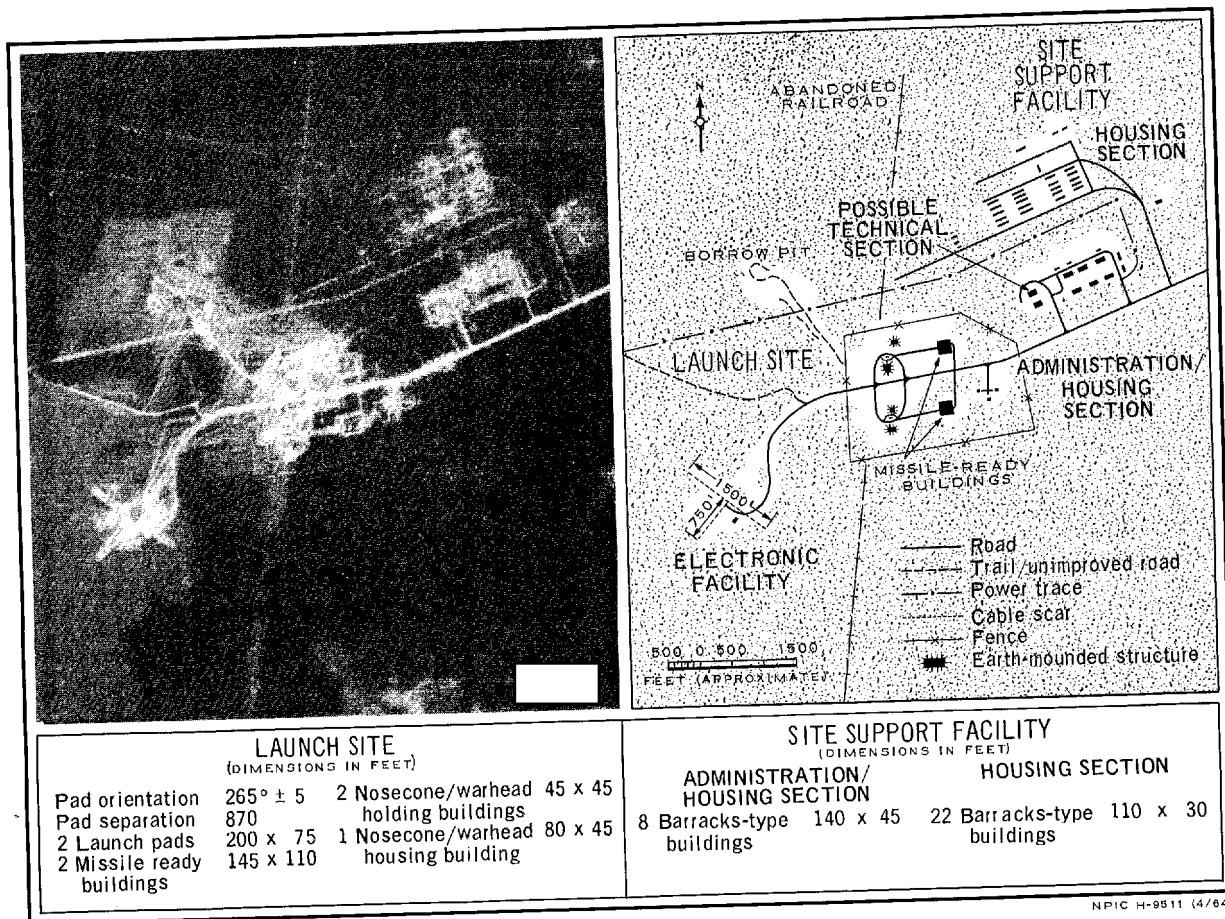 N
ABANDONED
RAILROAD
SITE
SUPPORT
FACILITY
HOUSING
SECTION
POSSIBLE
TECHNICAL
SECTION
BORROW PIT
LAUNCH SITE
ADMINISTRATION/
HOUSING
SECTION
MISSILE-READY
BUILDINGS
1500'
750'
ELECTRONIC
FACILITY
Road
Trail/unimproved road
Power trace
Cable scar
Fence
Earth-mounded structure
500 0 500 1500
FEET (APPROXIMATE)
LAUNCH SITE
(DIMENSIONS IN FEET)
Pad orientation 265° ± 5
Pad separation 870
2 Launch pads 200 x 75
2 Missile ready 145 x 110
buildings
2 Nosecone/warhead 45 x 45
holding buildings
1 Nosecone/warhead 80 x 45
housing building
SITE SUPPORT FACILITY
(DIMENSIONS IN FEET)
ADMINISTRATION/
HOUSING SECTION
8 Barracks-type 140 x 45
buildings
HOUSING SECTION
22 Barracks-type 110 x 30
buildings
NPIC H-9511 (4/64